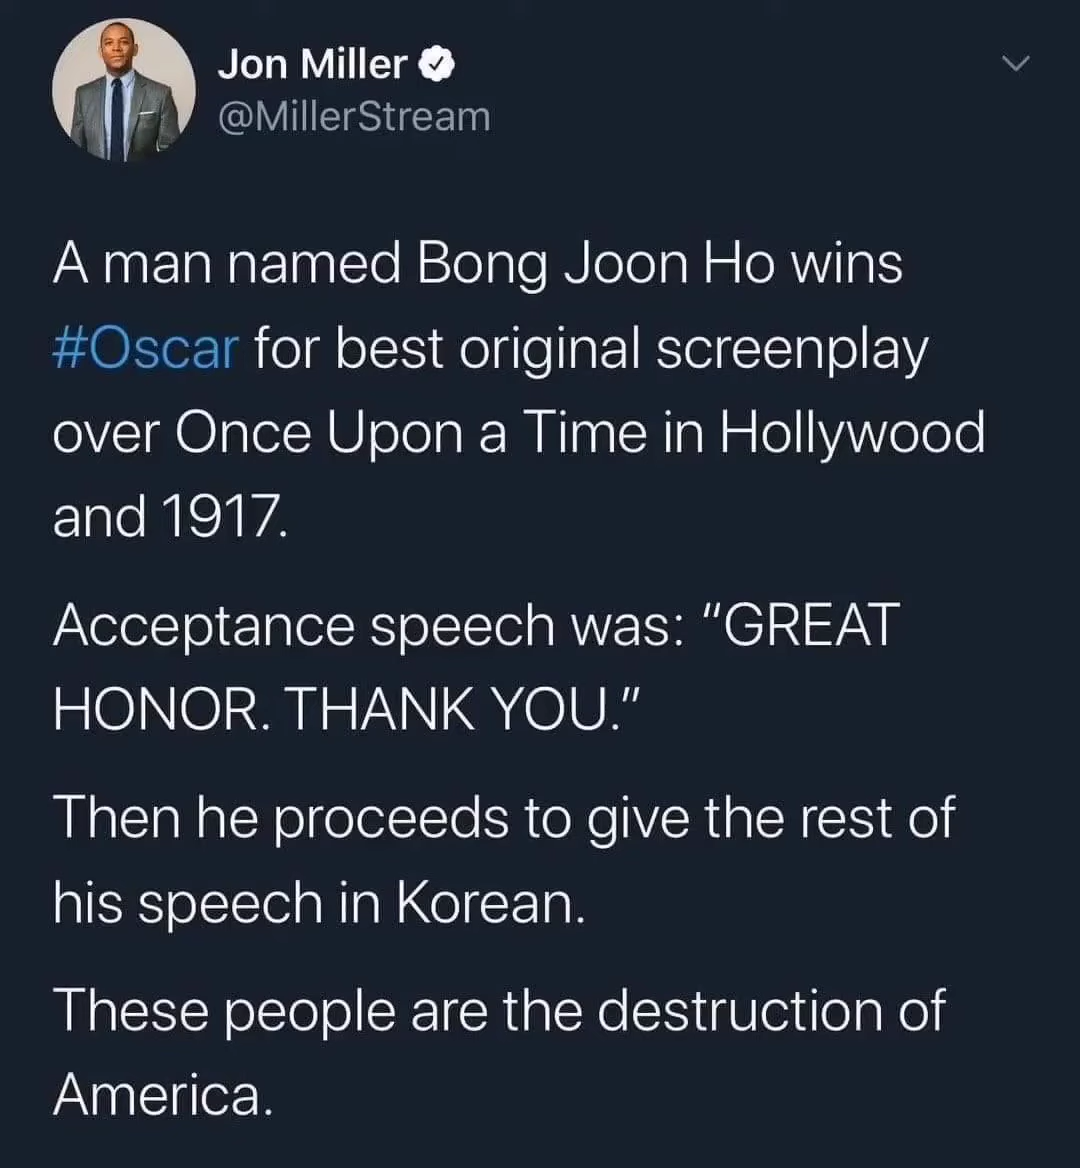 Jon Miller
@MillerStream
A man named Bong Joon Ho wins
#Oscar for best original screenplay
over Once Upon a Time in Hollywood
and 1917.
Acceptance speech was: "GREAT
HONOR. THANK YOU."
Then he proceeds to give the rest of
his speech in Korean.
These people are the destruction of
America.